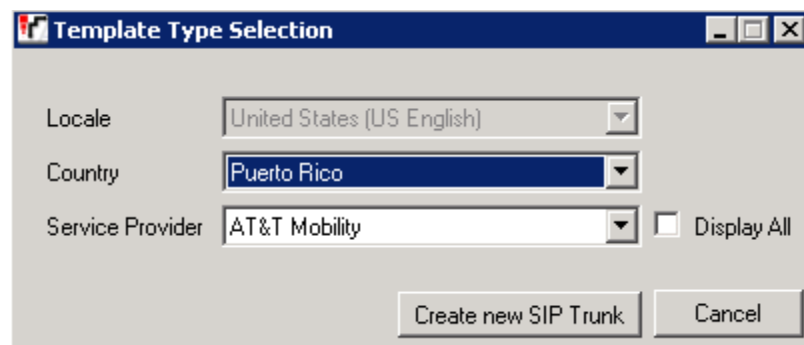 Template Type Selection
Locale United States (US English)
Country Puerto Rico
Service Provider AT&T Mobility Display All
Create new SIP Trunk Cancel